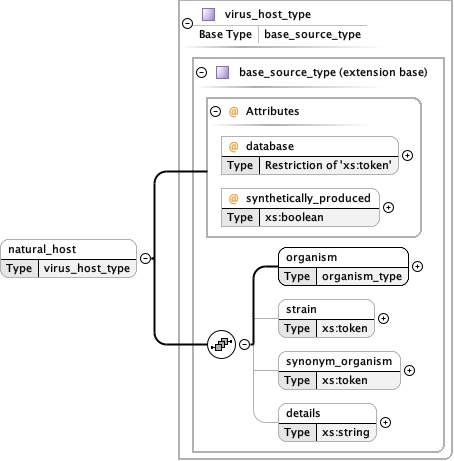 virus_host_type
Base Type base_source_type
base_source_type (extension base)
@ Attributes
@ database
Type Restriction of 'xs:token'
@ synthetically_produced
Type xs:boolean
natural_host
Type virus_host_type
organism
Type organism_type
strain
Type xs:token
synonym_organism
Type xs:token
details
Type xs:string